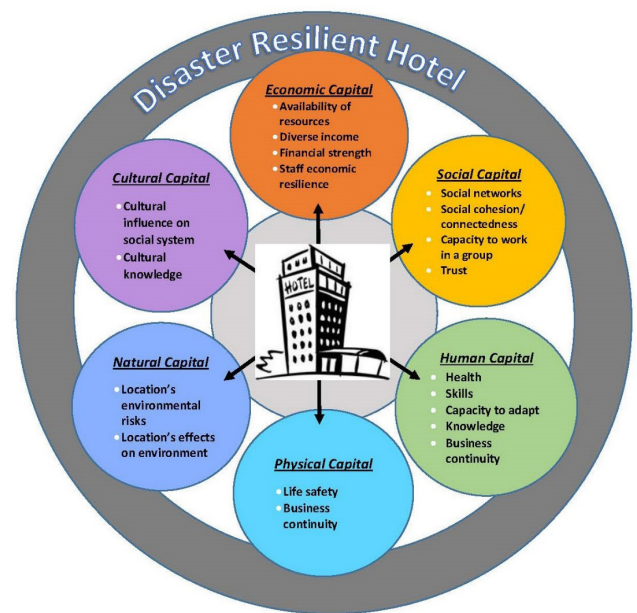 Disaster Resilient Hotel
Economic Capital
• Availability of
resources
• Diverse income
• Financial strength
• Staff economic
resilience
Social Capital
• Social networks
• Social cohesion/
connectedness
• Capacity to work
in a group
• Trust
Human Capital
• Health
• Skills
• Capacity to adapt
• Knowledge
• Business
continuity
Physical Capital
• Life safety
• Business
continuity
Natural Capital
• Location's
environmental
risks
• Location's effects
on environment
Cultural Capital
• Cultural
influence on
social system
• Cultural
knowledge
HOTEL